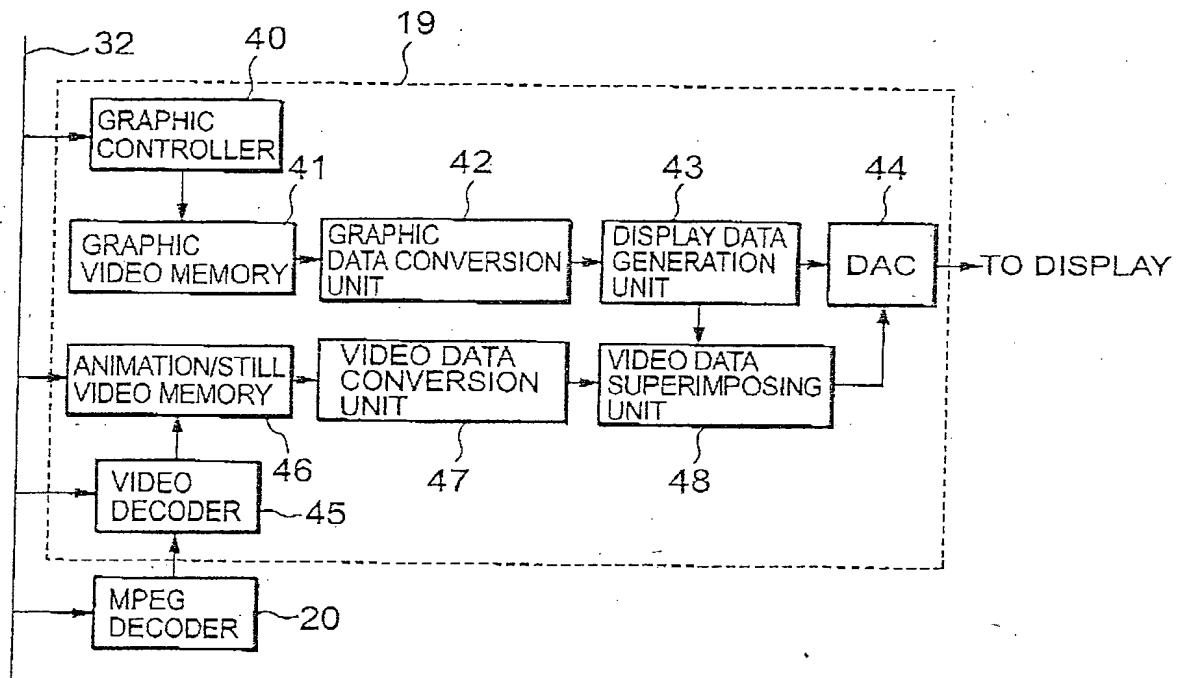 32
40
19
GRAPHIC
CONTROLLER
41
42
43
44
GRAPHIC
VIDEO MEMORY
GRAPHIC
DATA CONVERSION
UNIT
DISPLAY DATA
GENERATION
UNIT
DAC
TO DISPLAY
ANIMATION/STILL
VIDEO MEMORY
VIDEO DATA
CONVERSION
UNIT
VIDEO DATA
SUPERIMPOSING
UNIT
46
47
48
VIDEO
DECODER
45
MPEG
DECODER
20